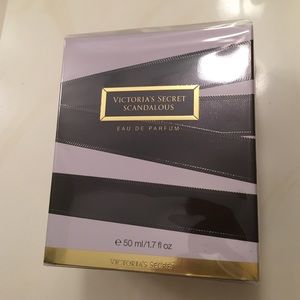 VICTORIA'S SECRET
SCANDALOUS
EAU DE PARFUM
℮ 50 ml/1.7 fl oz
VICTORIA'S SECRET